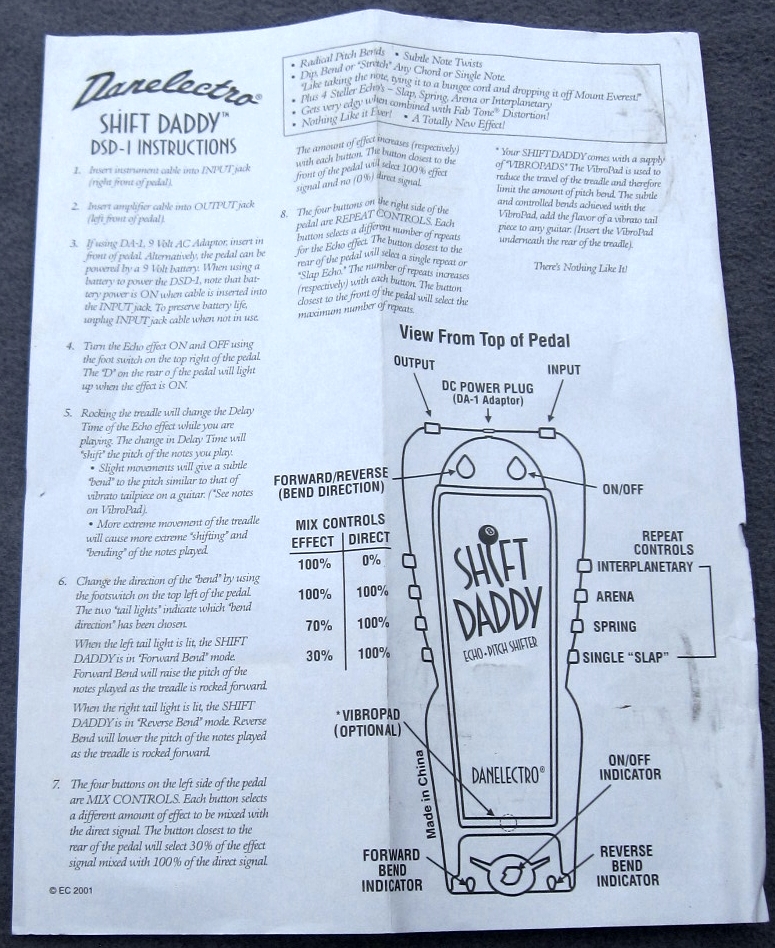 Danelectro®
SHIFT DADDY™
DSD-1 INSTRUCTIONS
1. Insert instrument cable into INPUT jack
(right front of pedal).
2. Insert amplifier cable into OUTPUT jack
(left front of pedal).
3. If using DA-1, 9 Volt AC Adaptor, insert in
front of pedal. Alternatively, the pedal can be
powered by a 9 Volt battery. When using a
battery to power the DSD-1, note that bat-
tery power is ON when cable is inserted into
the INPUT jack. To preserve battery life,
unplug INPUT jack cable when not in use.
4. Turn the Echo effect ON and OFF using
the foot switch on the top right of the pedal.
The "D" on the rear of the pedal will light
up when the effect is ON.
5. Rocking the treadle will change the Delay
Time of the Echo effect while you are
playing. The change in Delay Time will
"shift" the pitch of the notes you play.
• Slight movements will give a subtle
"bend" to the pitch similar to that of
vibrato tailpiece on a guitar. (*See notes
on VibroPad).
• More extreme movement of the treadle
will cause more extreme "shifting" and
"bending" of the notes played.
6. Change the direction of the "bend" by using
the footswitch on the top left of the pedal.
The two "tail lights" indicate which "bend
direction" has been chosen.
When the left tail light is lit, the SHIFT
DADDY is in "Forward Bend" mode.
Forward Bend will raise the pitch of the
notes played as the treadle is rocked forward.
When the right tail light is lit, the SHIFT
DADDY is in "Reverse Bend" mode. Reverse
Bend will lower the pitch of the notes played
as the treadle is rocked forward.
7. The four buttons on the left side of the pedal
are MIX CONTROLS. Each button selects
a different amount of effect to be mixed with
the direct signal. The button closest to the
rear of the pedal will select 30% of the effect
signal mixed with 100% of the direct signal.
© EC 2001
• Radical Pitch Bends • Subtle Note Twists
• Dip, Bend or "Stretch" Any Chord or Single Note.
"Like taking the note, tying it to a bungee cord and dropping it off Mount Everest!"
• Plus 4 Steller Echo's – Slap, Spring, Arena or Interplanetary
• Gets very edgy when combined with Fab Tone® Distortion!
• Nothing Like it Ever! • A Totally New Effect!
The amount of effect increases (respectively)
with each button. The button closest to the
front of the pedal will select 100% effect
signal and no (0%) direct signal.
8. The four buttons on the right side of the
pedal are REPEAT CONTROLS. Each
button selects a different number of repeats
for the Echo effect. The button closest to the
rear of the pedal will select a single repeat or
"Slap Echo." The number of repeats increases
(respectively) with each button. The button
closest to the front of the pedal will select the
maximum number of repeats.
* Your SHIFT DADDY comes with a supply
of "VIBROPADS." The VibroPad is used to
reduce the travel of the treadle and therefore
limit the amount of pitch bend. The subtle
and controlled bends achieved with the
VibroPad, add the flavor of a vibrato tail
piece to any guitar. (Insert the VibroPad
underneath the rear of the treadle).
There's Nothing Like It!
View From Top of Pedal
OUTPUT
DC POWER PLUG
(DA-1 Adaptor)
INPUT
FORWARD/REVERSE
(BEND DIRECTION)
ON/OFF
MIX CONTROLS
EFFECT DIRECT
100% 0%
100% 100%
70% 100%
30% 100%
REPEAT
CONTROLS
INTERPLANETARY
ARENA
SPRING
SINGLE "SLAP"
SHIFT
DADDY
ECHO-PITCH SHIFTER
DANELECTRO®
*VIBROPAD
(OPTIONAL)
Made in China
ON/OFF
INDICATOR
FORWARD
BEND
INDICATOR
REVERSE
BEND
INDICATOR